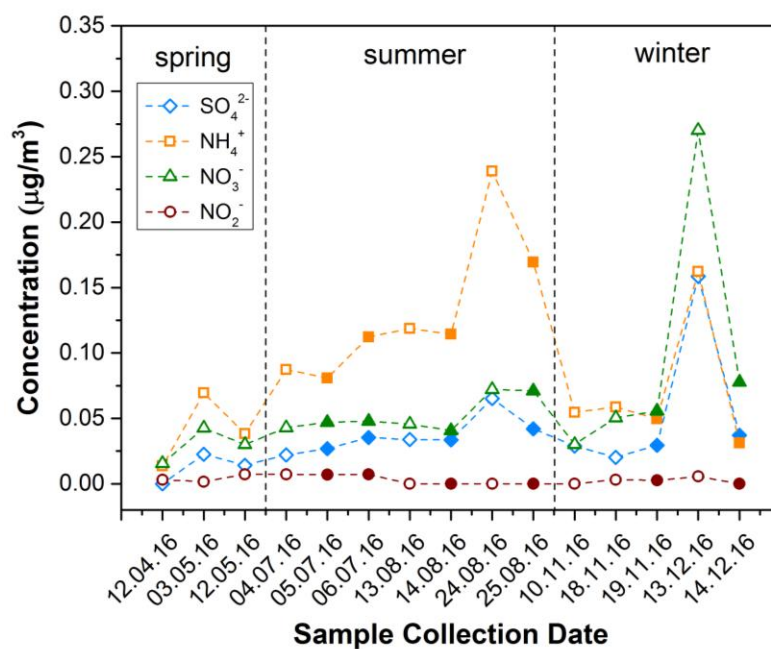 spring
summer
winter
SO₄²⁻
NH₄⁺
NO₃⁻
NO₂⁻
Concentration (μg/m³)
0.35
0.30
0.25
0.20
0.15
0.10
0.05
0.00
12.04.16
03.05.16
12.05.16
04.07.16
05.07.16
06.07.16
13.08.16
14.08.16
24.08.16
25.08.16
10.11.16
18.11.16
19.11.16
13.12.16
14.12.16
Sample Collection Date